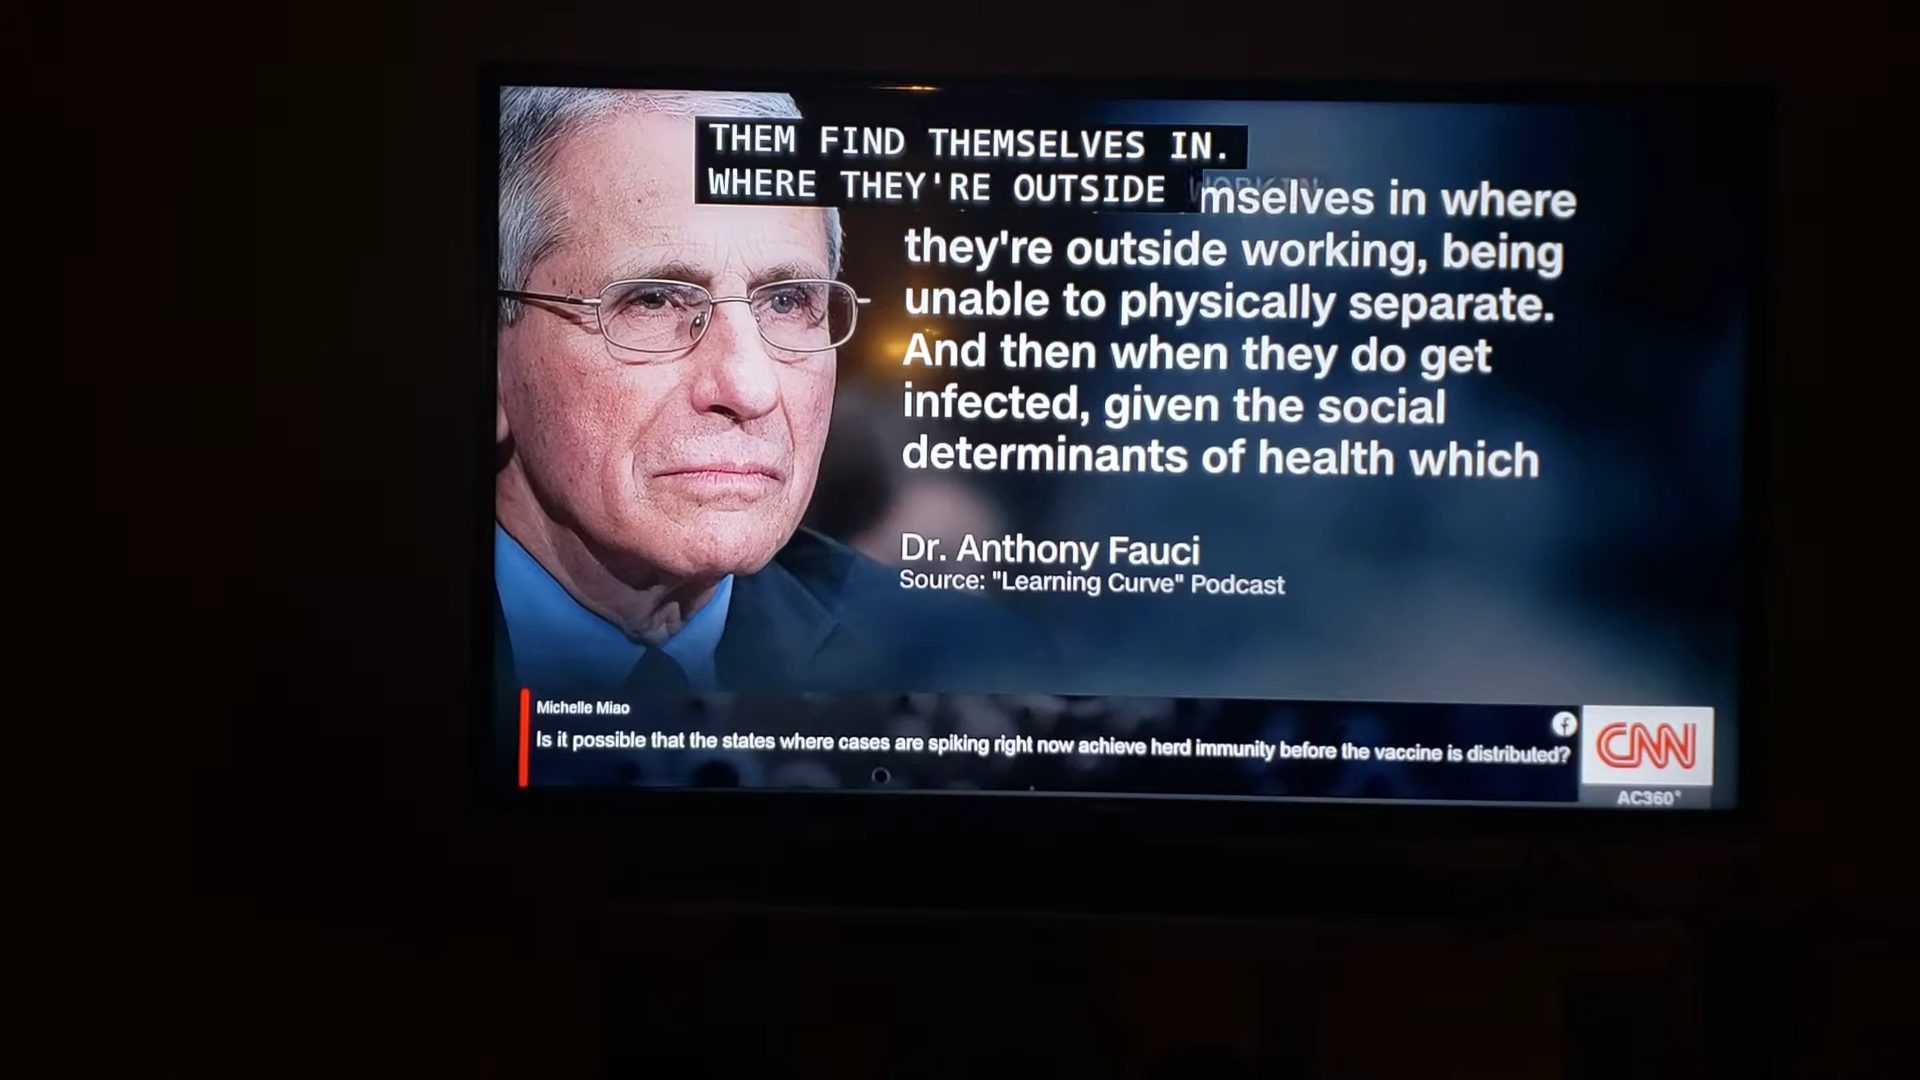 THEM FIND THEMSELVES IN.
WHERE THEY'RE OUTSIDE
mselves in where
they're outside working, being
unable to physically separate.
And then when they do get
infected, given the social
determinants of health which
Dr. Anthony Fauci
Source: "Learning Curve" Podcast
Michelle Miao
Is it possible that the states where cases are spiking right now achieve herd immunity before the vaccine is distributed?
CNN
AC360°